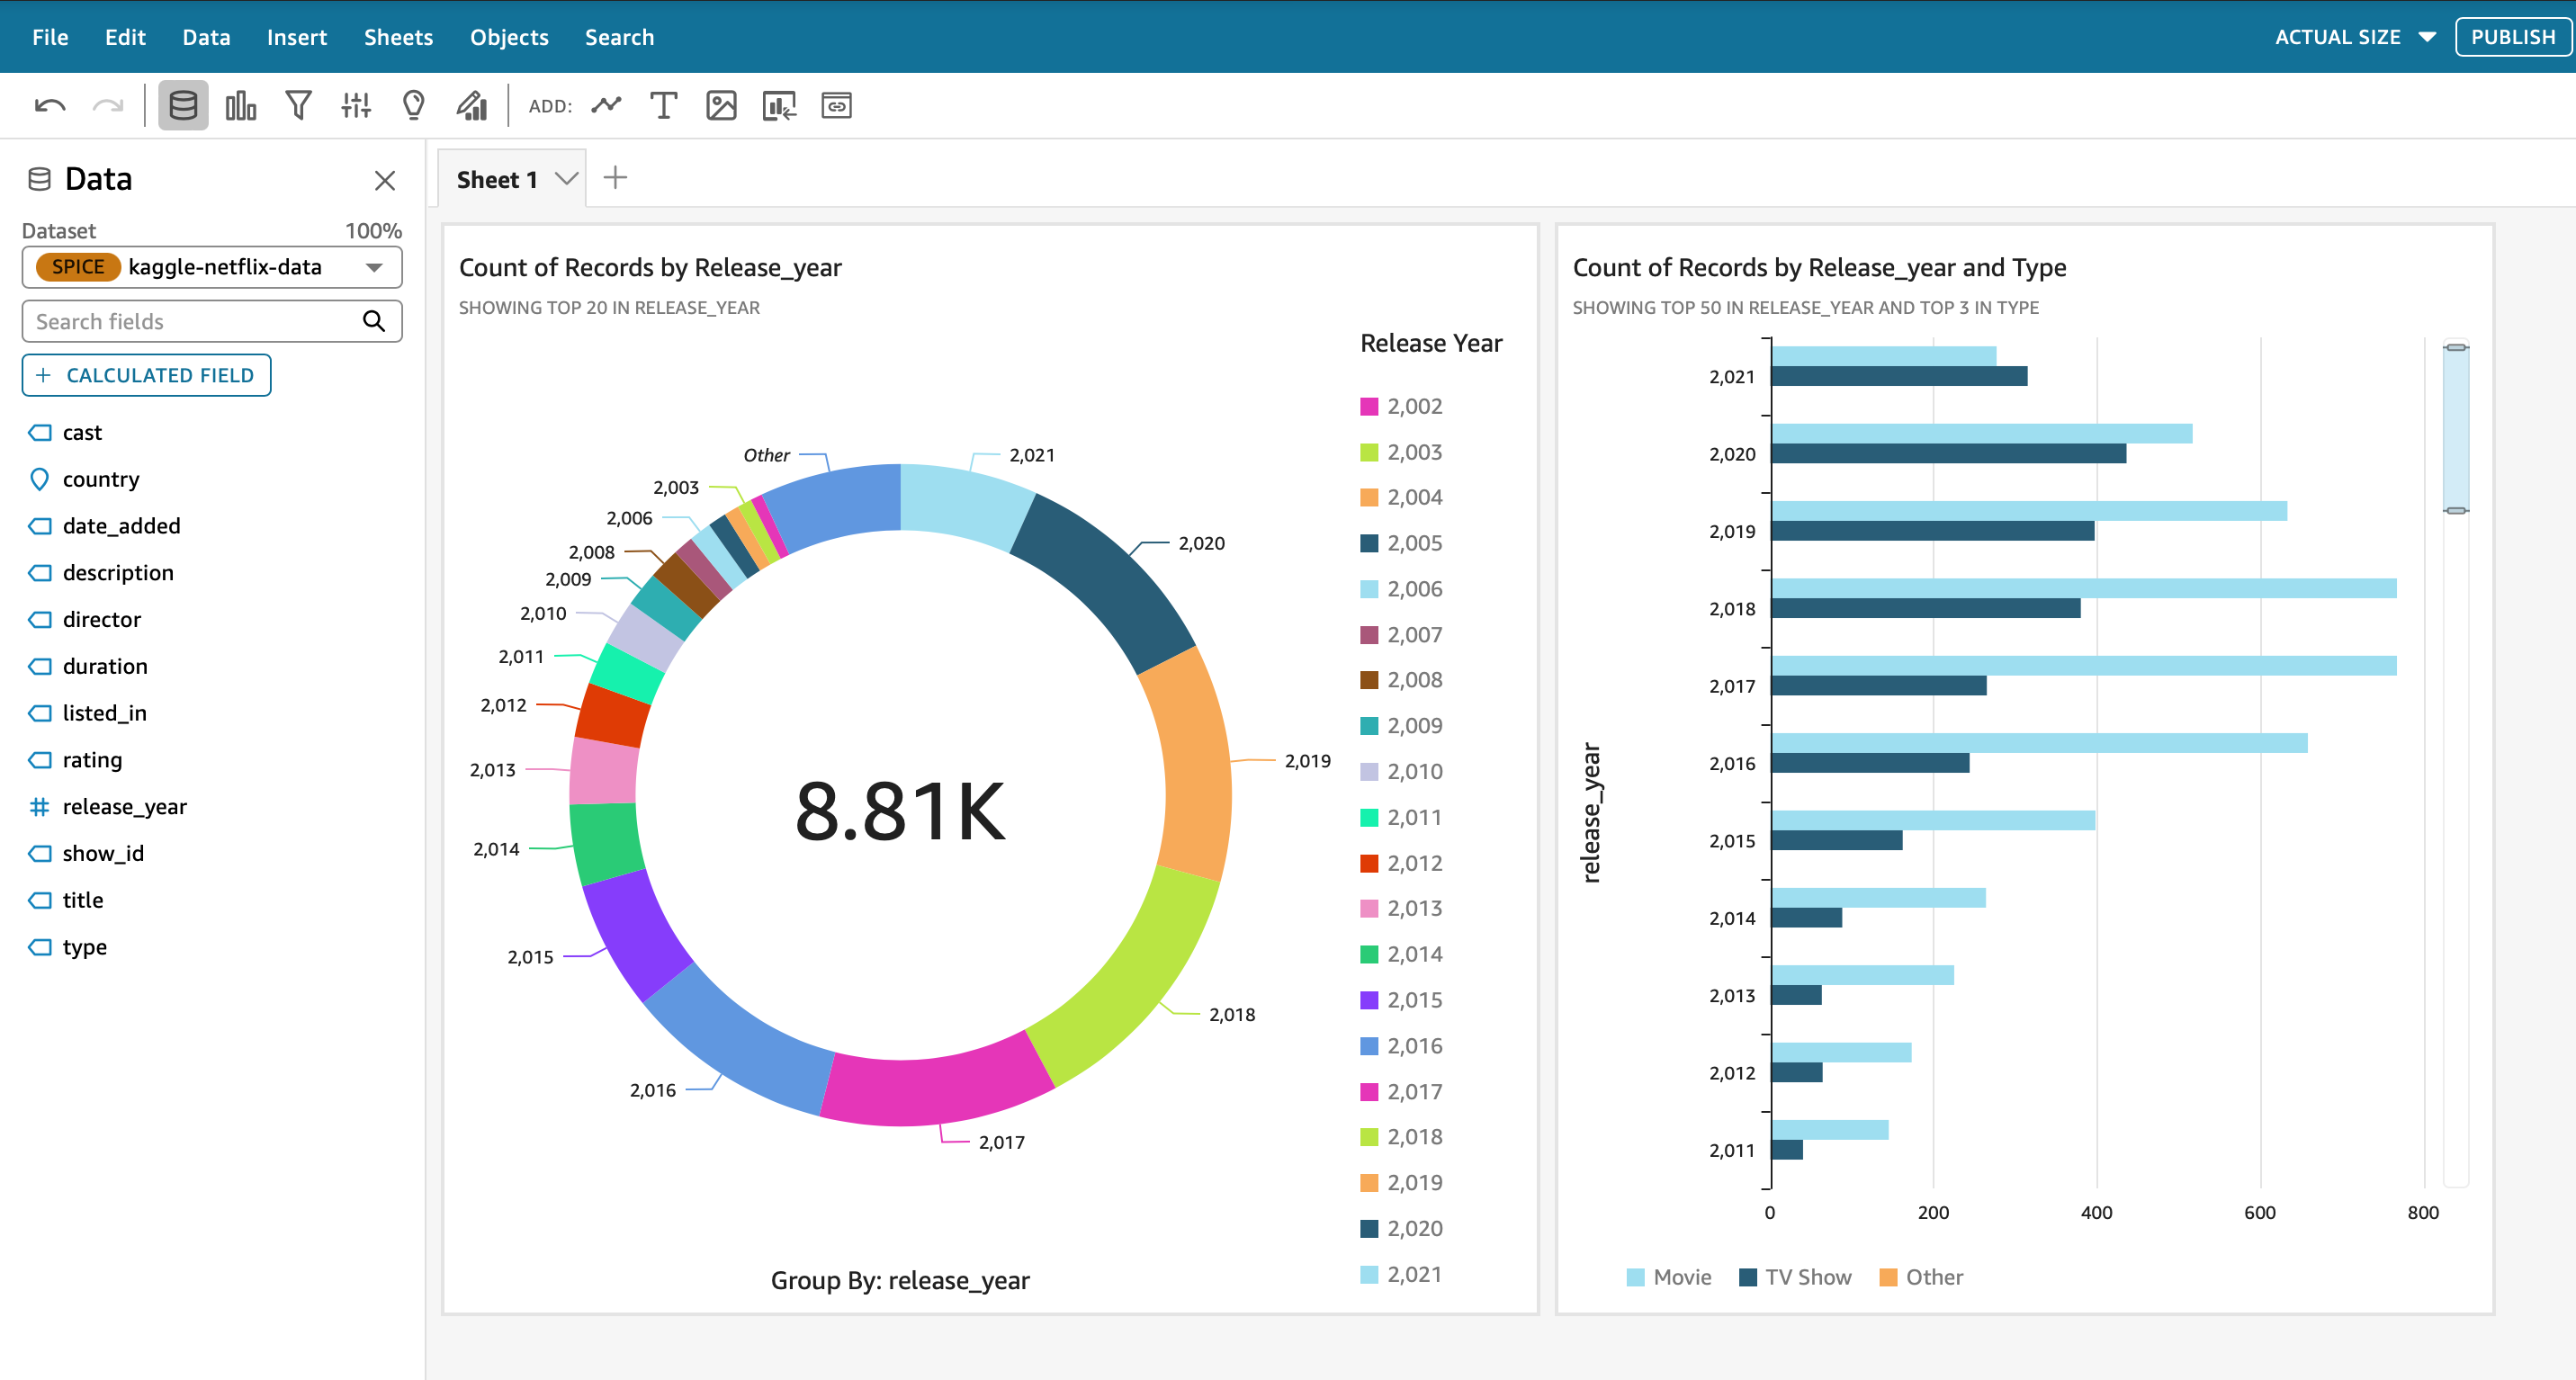 File Edit Data Insert Sheets Objects Search ACTUAL SIZE PUBLISH
ADD:
Data
Dataset 100%
SPICE kaggle-netflix-data
Search fields
+ CALCULATED FIELD
cast
country
date_added
description
director
duration
listed_in
rating
release_year
show_id
title
type
Sheet 1
Count of Records by Release_year
SHOWING TOP 20 IN RELEASE_YEAR
Other
2,021
2,003
2,006
2,020
2,008
2,009
2,010
2,011
2,012
2,019
2,013
8.81K
2,014
2,015
2,018
2,016
2,017
Group By: release_year
Release Year
2,002
2,003
2,004
2,005
2,006
2,007
2,008
2,009
2,010
2,011
2,012
2,013
2,014
2,015
2,016
2,017
2,018
2,019
2,020
2,021
Count of Records by Release_year and Type
SHOWING TOP 50 IN RELEASE_YEAR AND TOP 3 IN TYPE
release_year
2,021
2,020
2,019
2,018
2,017
2,016
2,015
2,014
2,013
2,012
2,011
0 200 400 600 800
Movie TV Show Other